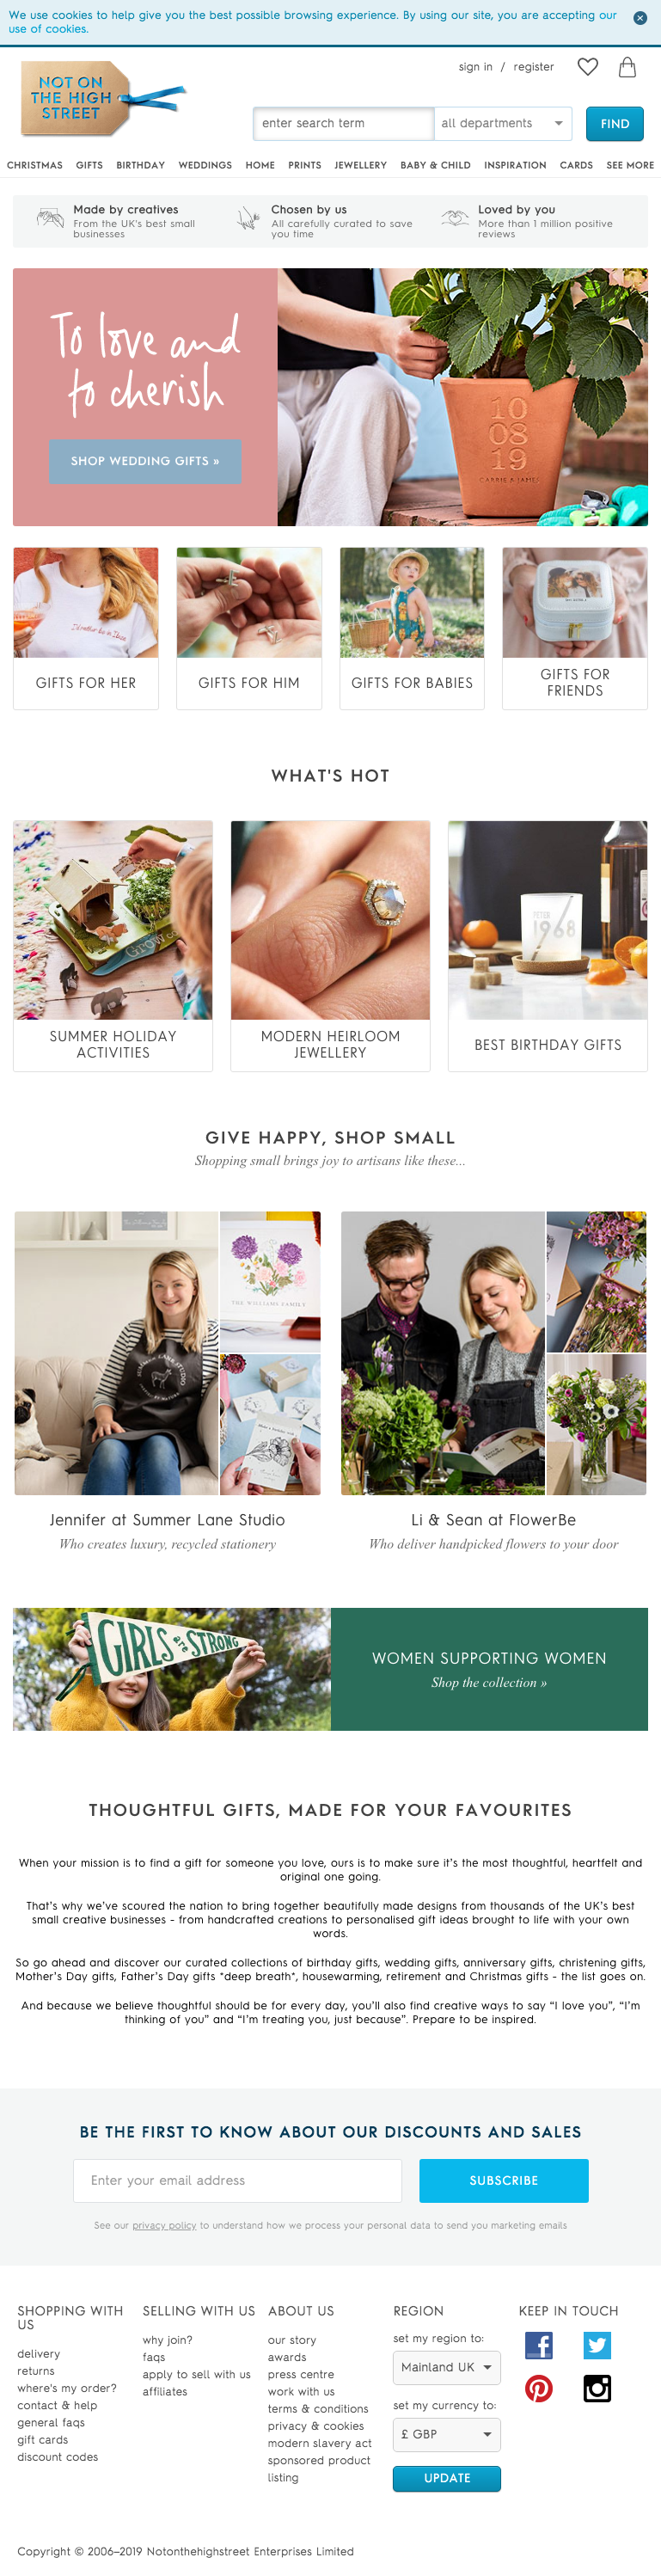 We use cookies to help give you the best possible browsing experience. By using our site, you are accepting our
use of cookies.
sign in / register
NOT ON
THE HIGH
STREET
enter search term
all departments
FIND
CHRISTMAS GIFTS BIRTHDAY WEDDINGS HOME PRINTS JEWELLERY BABY & CHILD INSPIRATION CARDS SEE MORE
Made by creatives
From the UK's best small
businesses
Chosen by us
All carefully curated to save
you time
Loved by you
More than 1 million positive
reviews
To love and
to cherish
SHOP WEDDING GIFTS »
10
08
19
CARRIE & JAMES
I'd rather be in Ibiza
GIFTS FOR HER
GIFTS FOR HIM
GIFTS FOR BABIES
GIFTS FOR
FRIENDS
WHAT'S HOT
GROW
1968
SUMMER HOLIDAY
ACTIVITIES
MODERN HEIRLOOM
JEWELLERY
BEST BIRTHDAY GIFTS
GIVE HAPPY, SHOP SMALL
Shopping small brings joy to artisans like these...
THE WILLIAMS FAMILY
Jennifer at Summer Lane Studio
Who creates luxury, recycled stationery
Li & Sean at FlowerBe
Who deliver handpicked flowers to your door
GIRLS are STRONG
WOMEN SUPPORTING WOMEN
Shop the collection »
THOUGHTFUL GIFTS, MADE FOR YOUR FAVOURITES
When your mission is to find a gift for someone you love, ours is to make sure it's the most thoughtful, heartfelt and
original one going.
That's why we've scoured the nation to bring together beautifully made designs from thousands of the UK's best
small creative businesses - from handcrafted creations to personalised gift ideas brought to life with your own
words.
So go ahead and discover our curated collections of birthday gifts, wedding gifts, anniversary gifts, christening gifts,
Mother's Day gifts, Father's Day gifts *deep breath*, housewarming, retirement and Christmas gifts - the list goes on.
And because we believe thoughtful should be for every day, you'll also find creative ways to say “I love you”, “I'm
thinking of you” and “I'm treating you, just because”. Prepare to be inspired.
BE THE FIRST TO KNOW ABOUT OUR DISCOUNTS AND SALES
Enter your email address
SUBSCRIBE
See our privacy policy to understand how we process your personal data to send you marketing emails
SHOPPING WITH
US
delivery
returns
where's my order?
contact & help
general faqs
gift cards
discount codes
SELLING WITH US
why join?
faqs
apply to sell with us
affiliates
ABOUT US
our story
awards
press centre
work with us
terms & conditions
privacy & cookies
modern slavery act
sponsored product
listing
REGION
set my region to:
Mainland UK
set my currency to:
£ GBP
UPDATE
KEEP IN TOUCH
Copyright © 2006–2019 Notonthehighstreet Enterprises Limited